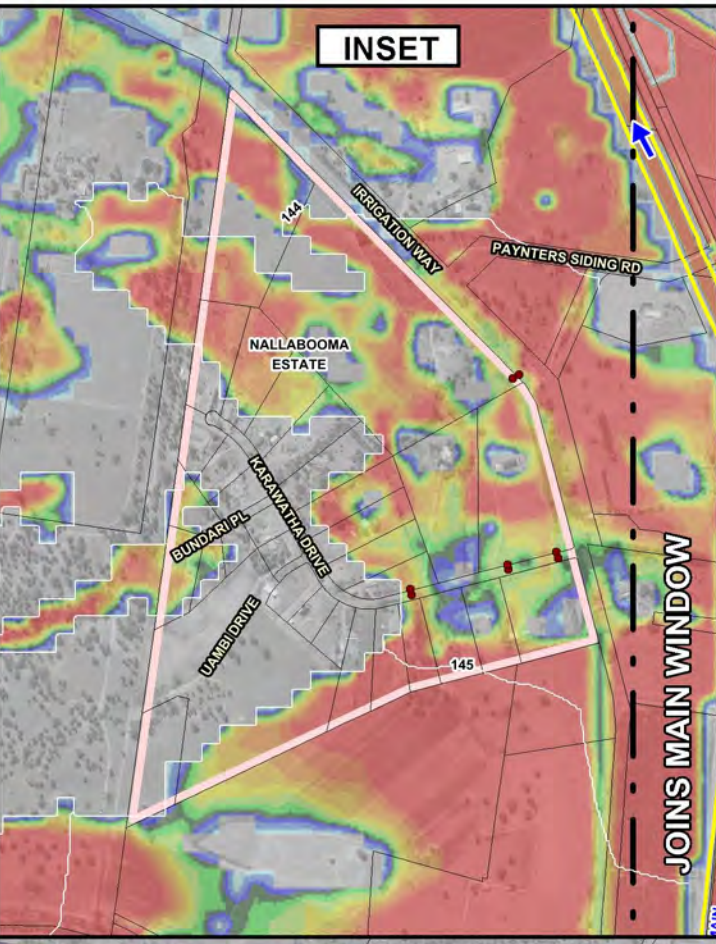 INSET
144
IRRIGATION WAY
PAYNTERS SIDING RD
NALLABOOMA
ESTATE
KARAWATHA DRIVE
BUNDARI PL
UAMBI DRIVE
145
JOINS MAIN WINDOW